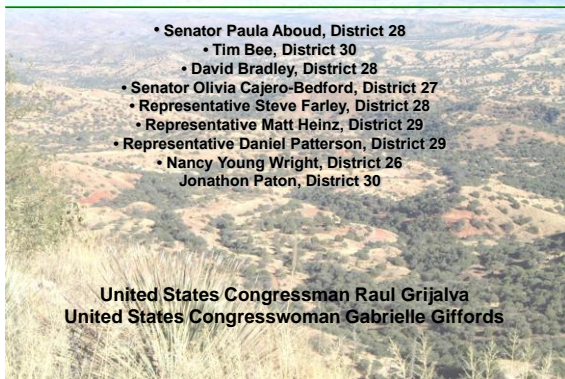 • Senator Paula Aboud, District 28
• Tim Bee, District 30
• David Bradley, District 28
• Senator Olivia Cajero-Bedford, District 27
• Representative Steve Farley, District 28
• Representative Matt Heinz, District 29
• Representative Daniel Patterson, District 29
• Nancy Young Wright, District 26
Jonathon Paton, District 30
United States Congressman Raul Grijalva
United States Congresswoman Gabrielle Giffords